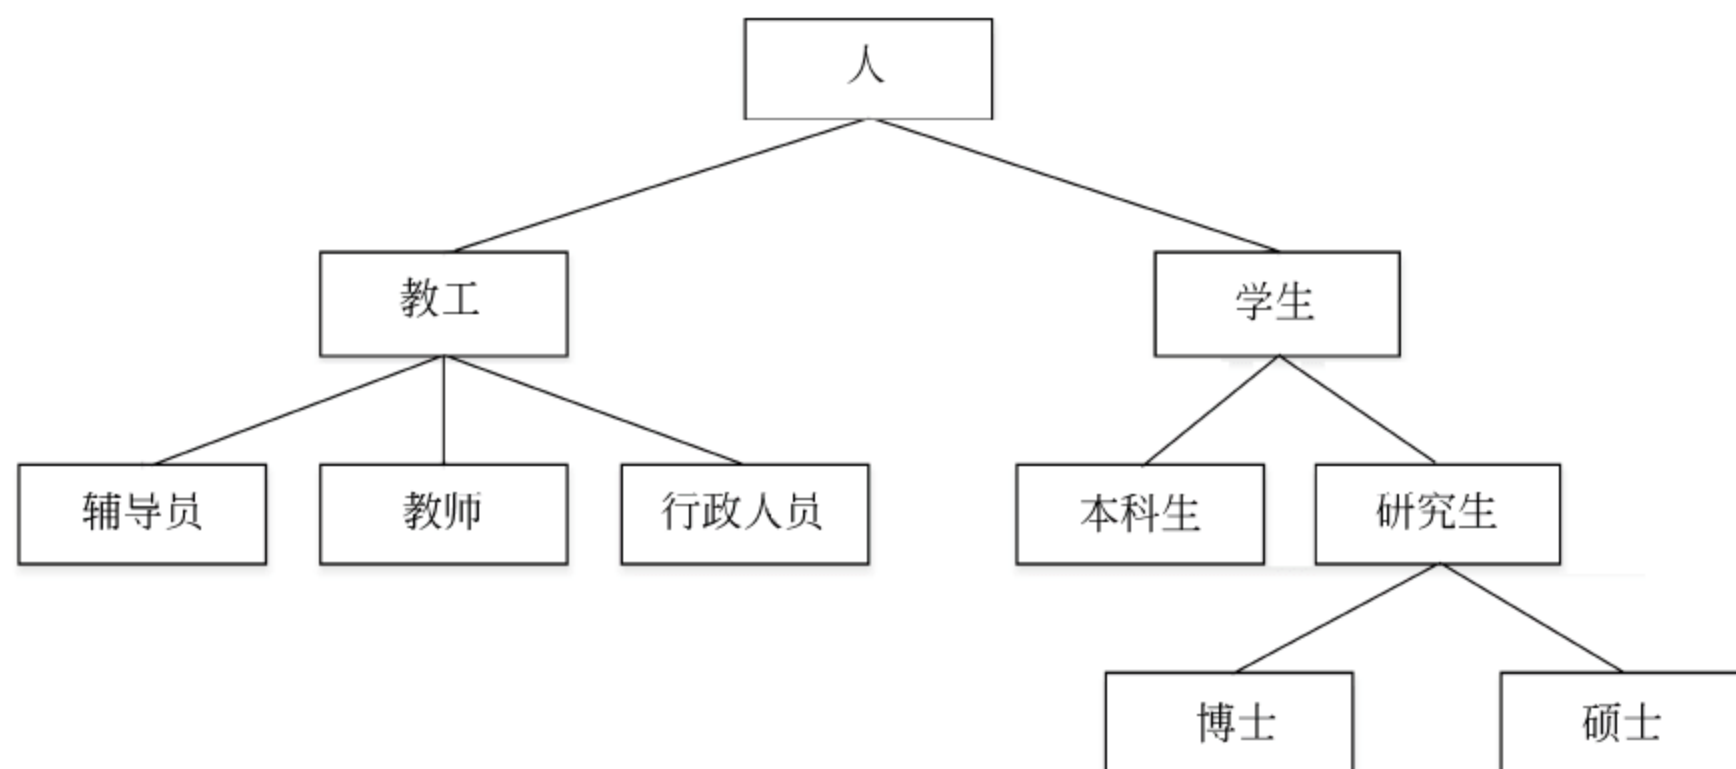 人
教工
学生
辅导员
教师
行政人员
本科生
研究生
博士
硕士